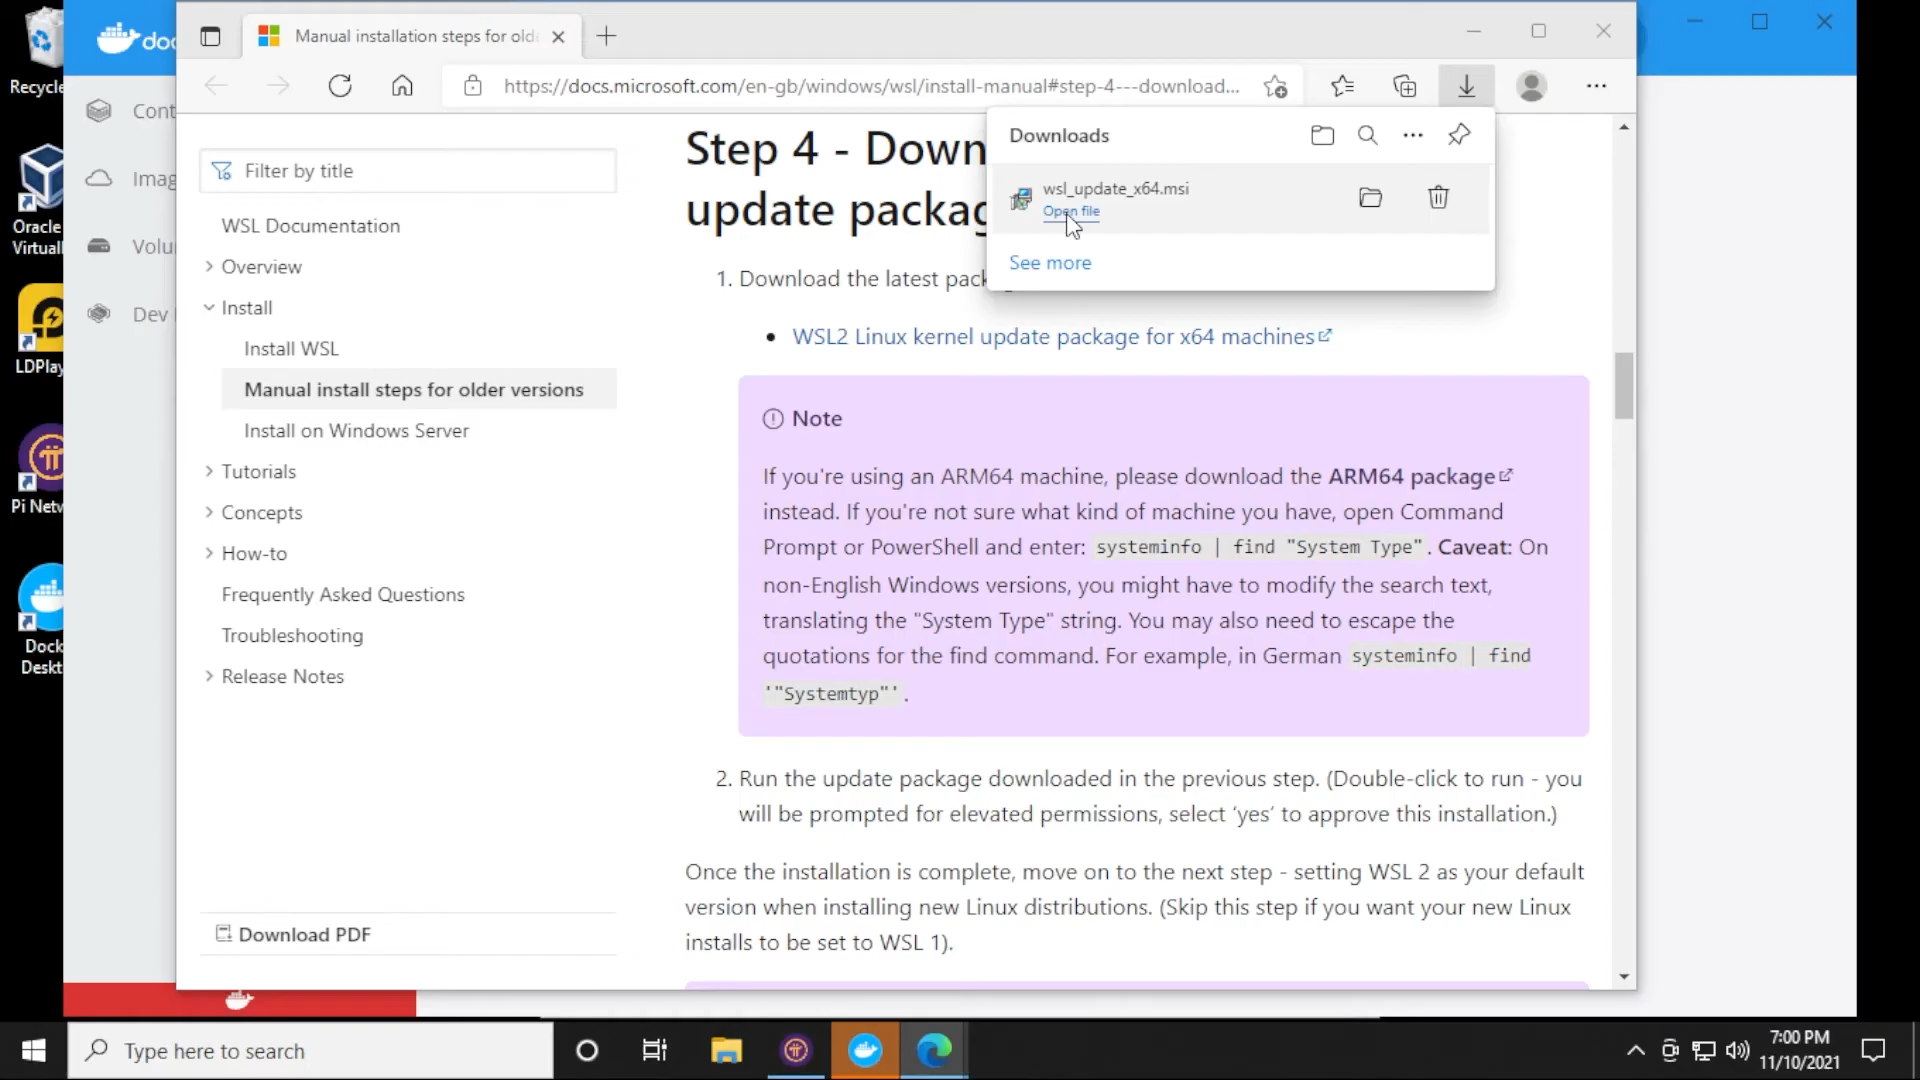 Recycle
Oracle
Virtuall
LDPlay
Pi Netw
Dock
Deskt
doc
Cont
Imag
Volu
Dev
Manual installation steps for olde
https://docs.microsoft.com/en-gb/windows/wsl/install-manual#step-4---download...
Filter by title
WSL Documentation
Overview
Install
Install WSL
Manual install steps for older versions
Install on Windows Server
Tutorials
Concepts
How-to
Frequently Asked Questions
Troubleshooting
Release Notes
Download PDF
Downloads
wsl_update_x64.msi
Open file
See more
Step 4 - Down
update packag
1. Download the latest packag
• WSL2 Linux kernel update package for x64 machines
Note
If you're using an ARM64 machine, please download the ARM64 package
instead. If you're not sure what kind of machine you have, open Command
Prompt or PowerShell and enter: systeminfo | find "System Type". Caveat: On
non-English Windows versions, you might have to modify the search text,
translating the "System Type" string. You may also need to escape the
quotations for the find command. For example, in German systeminfo | find
'"Systemtyp"'.
2. Run the update package downloaded in the previous step. (Double-click to run - you
will be prompted for elevated permissions, select ‘yes’ to approve this installation.)
Once the installation is complete, move on to the next step - setting WSL 2 as your default
version when installing new Linux distributions. (Skip this step if you want your new Linux
installs to be set to WSL 1).
Type here to search
7:00 PM
11/10/2021